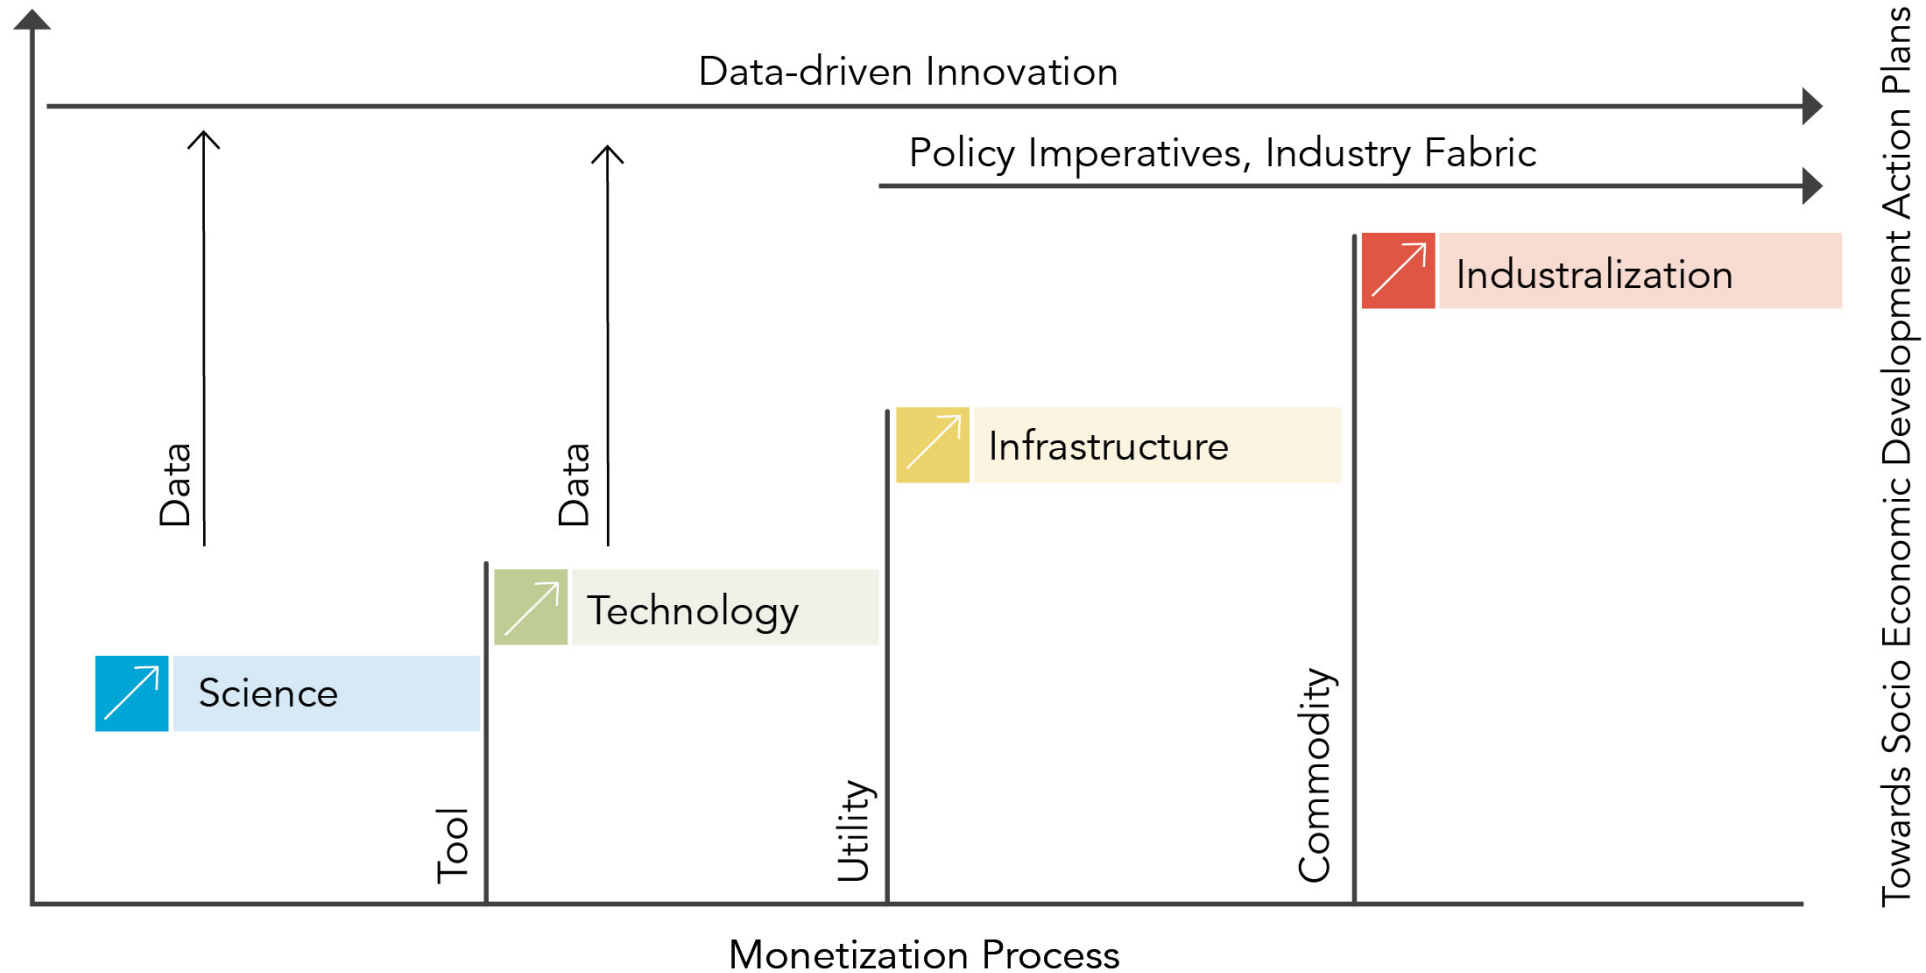 Data-driven Innovation
Policy Imperatives, Industry Fabric
Industralization
Infrastructure
Data
Data
Technology
Science
Tool
Utility
Commodity
Monetization Process
Towards Socio Economic Development Action Plans